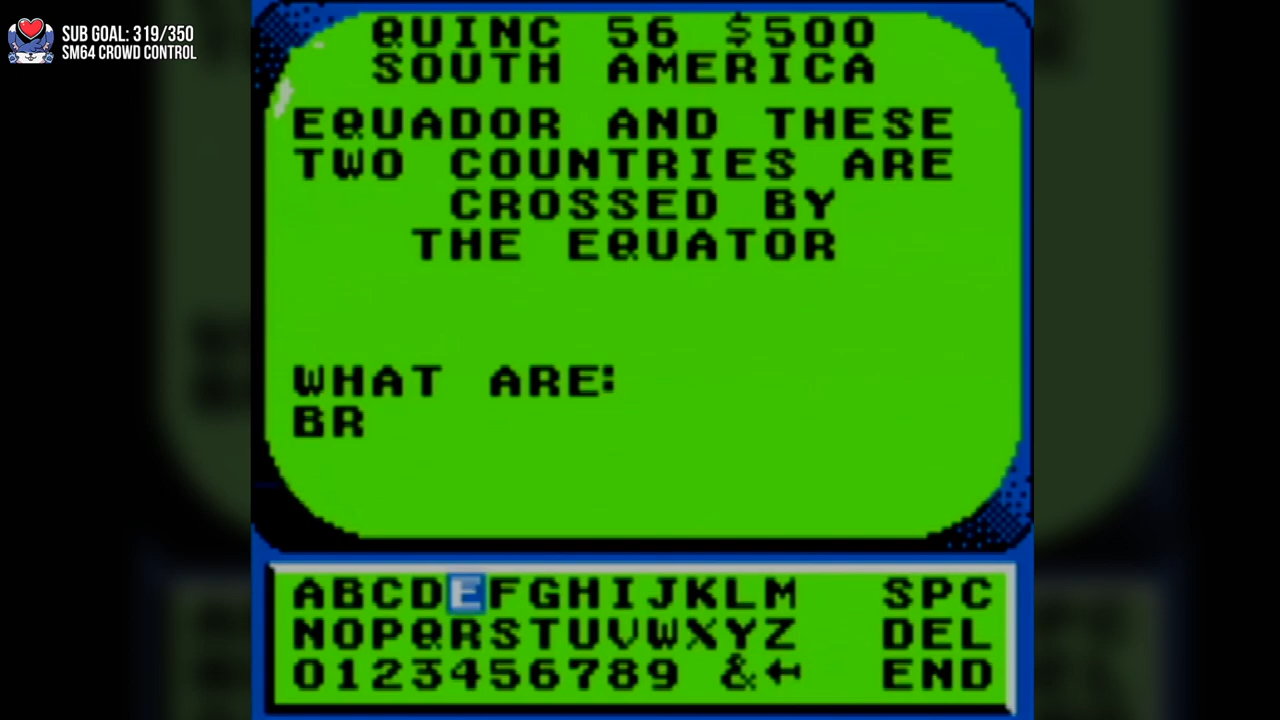 SUB GOAL: 319/350
SM64 CROWD CONTROL
QUINC 56 $500
SOUTH AMERICA
EQUADOR AND THESE
TWO COUNTRIES ARE
CROSSED BY
THE EQUATOR
WHAT ARE:
BR
ABCDEFGHIJKLM SPC
NOPQRSTUVWXYZ DEL
0123456789 &← END